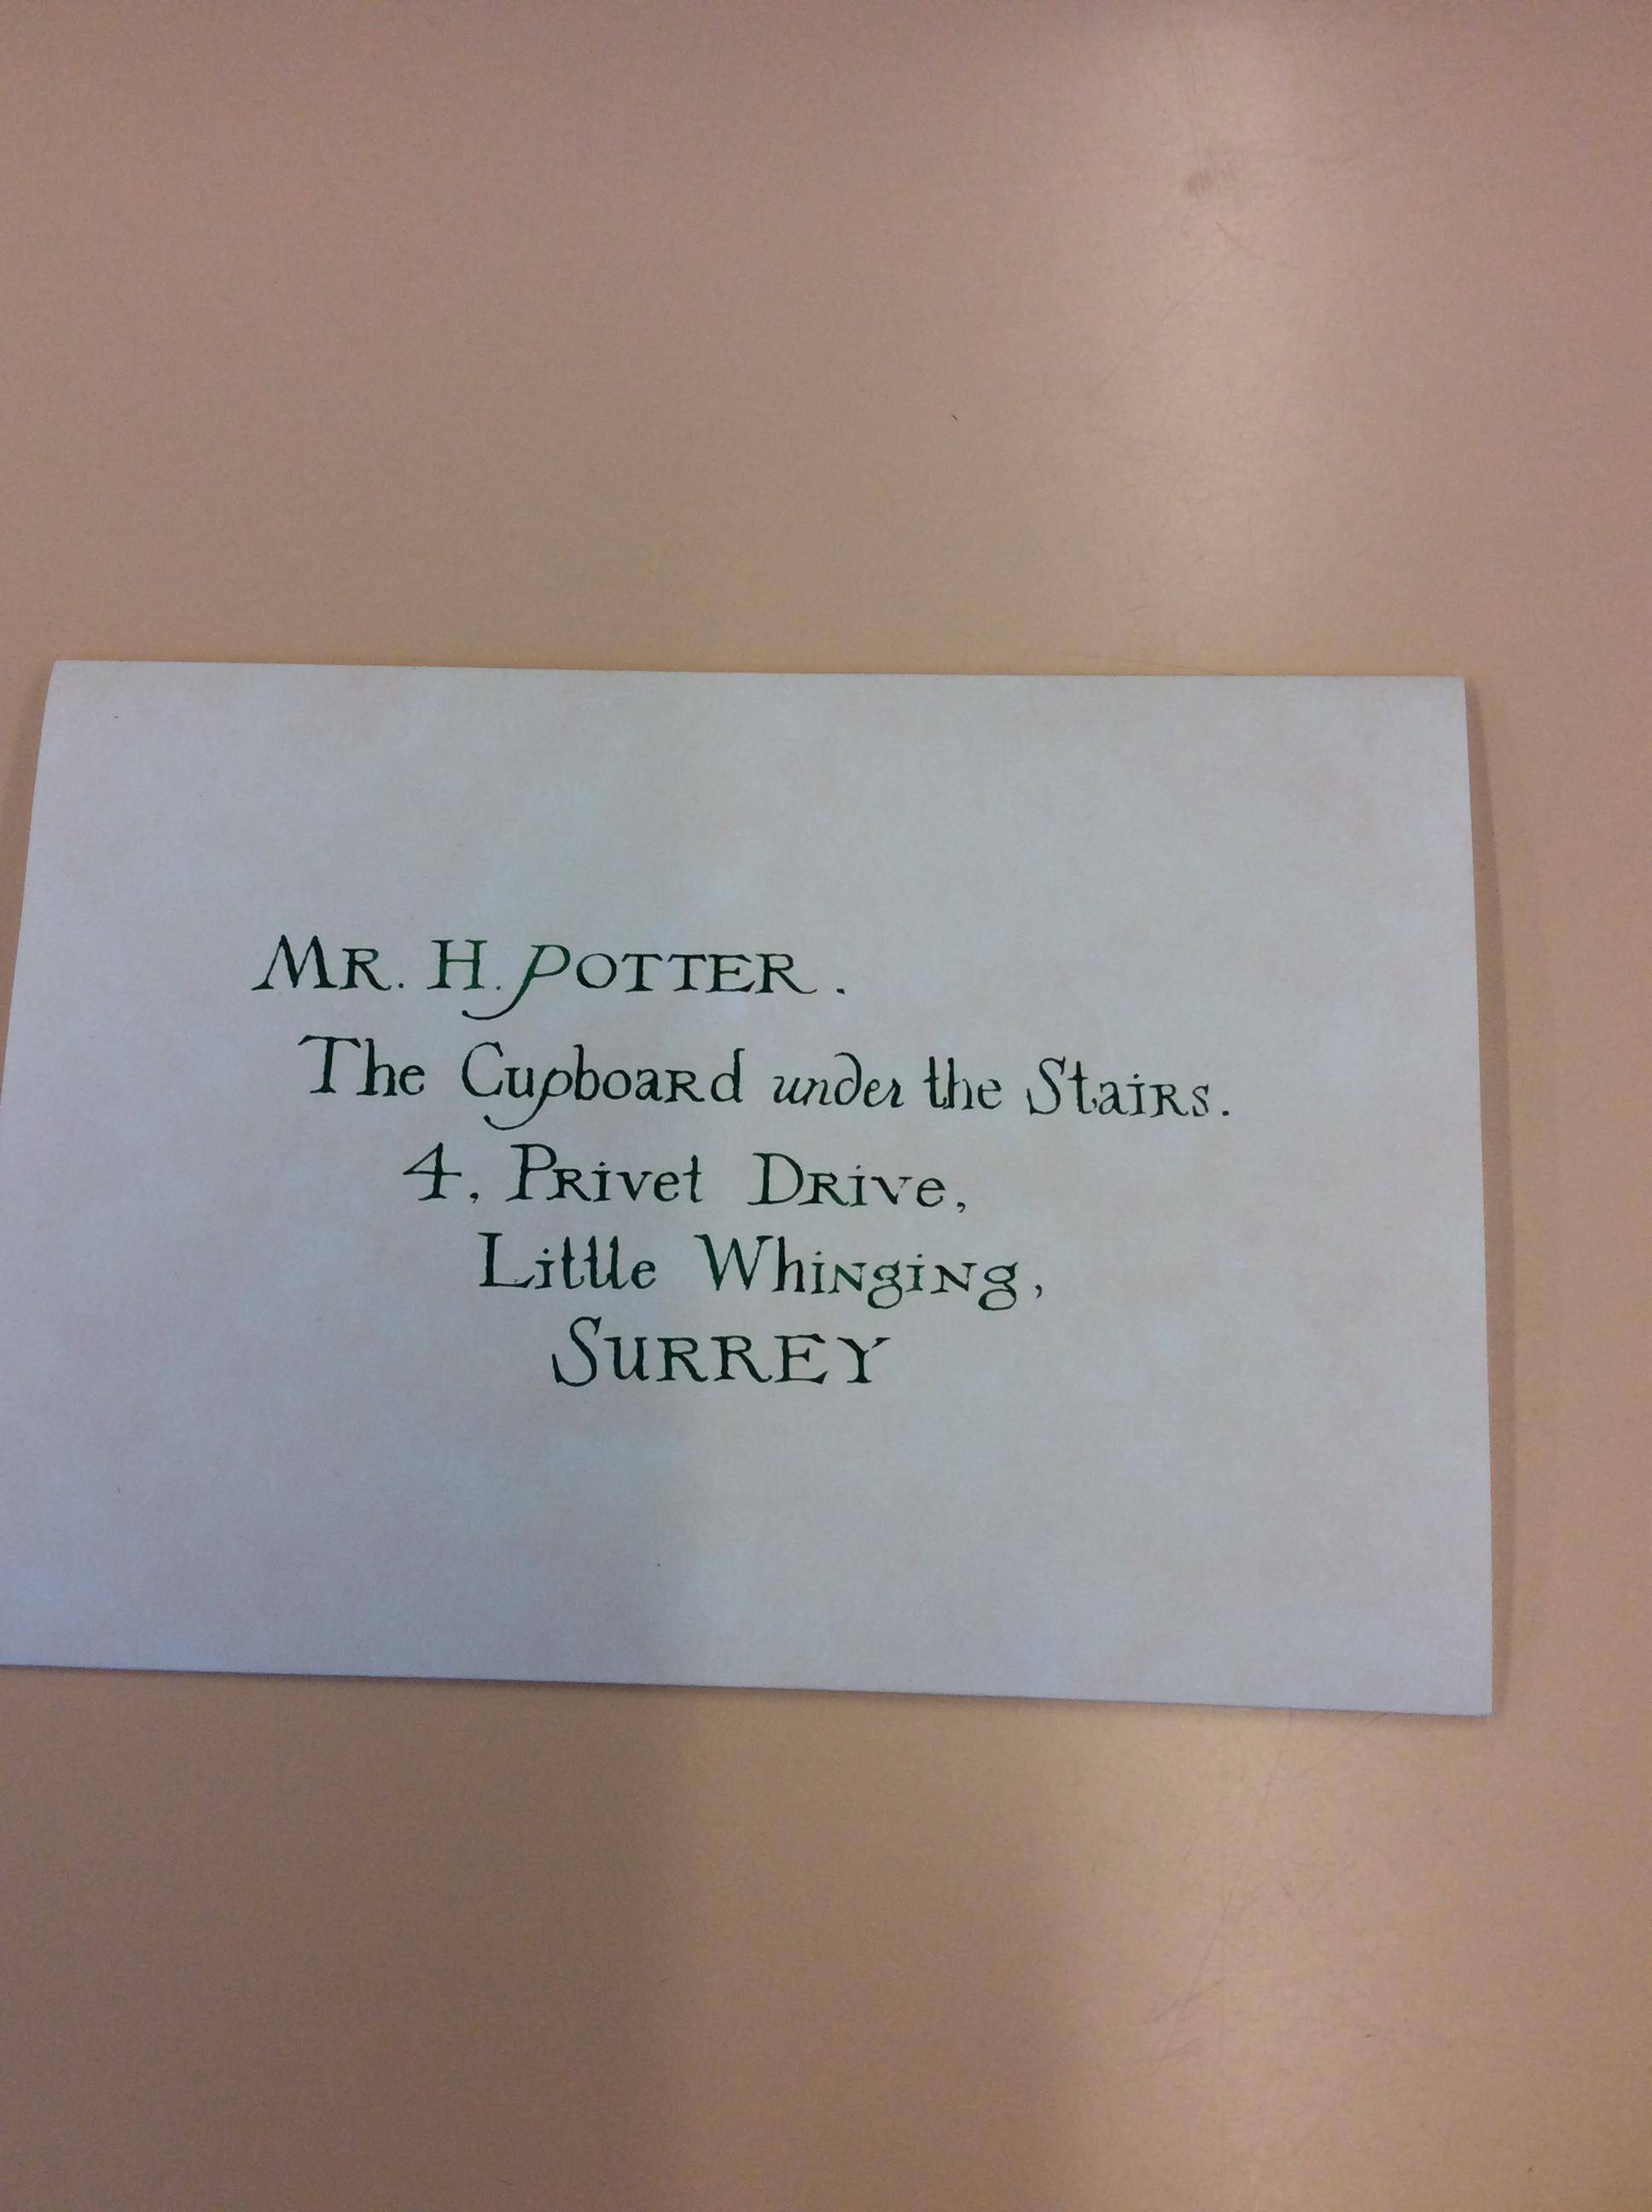 MR. H. POTTER.
The CupboaRd under the StaiRs.
4, PRivet DRive,
Little WhiNgiNg,
SURREY